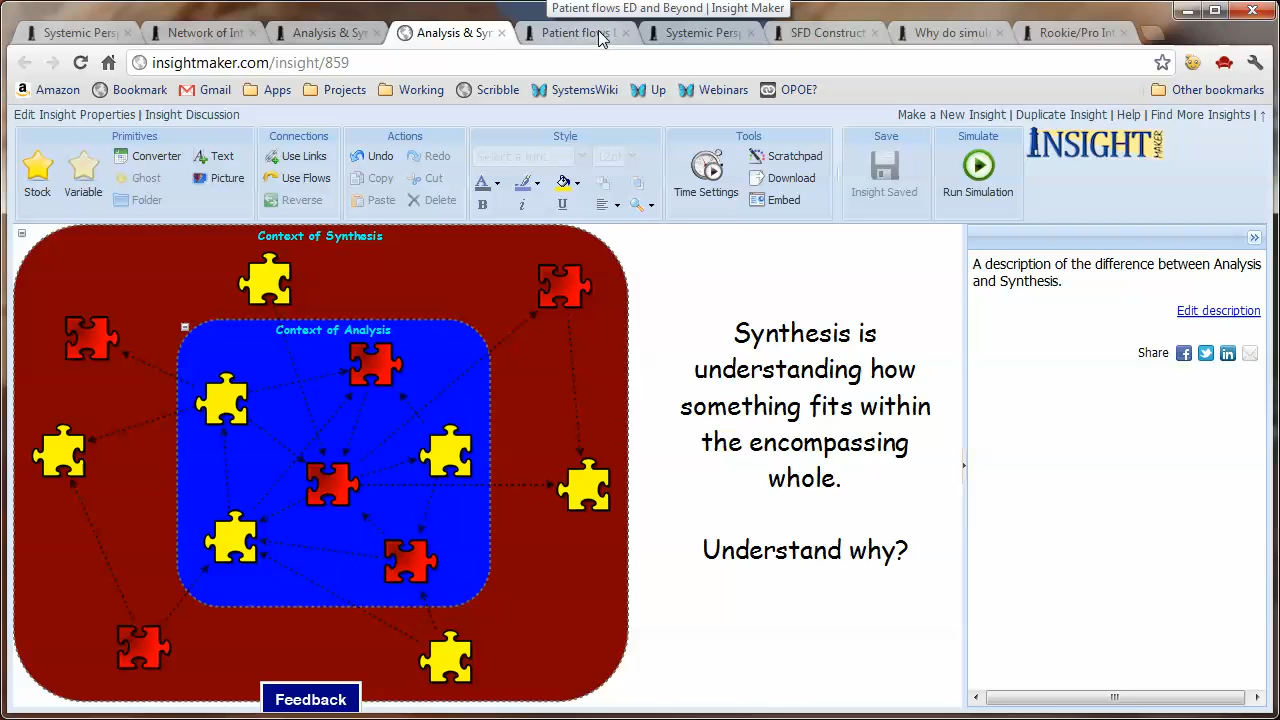 Patient flows ED and Beyond | Insight Maker
Systemic Persp
Network of Int
Analysis & Syn
Analysis & Syn
Patient flows
Systemic Persp
SFD Construct
Why do simul
Rookie/Pro Int
insightmaker.com/insight/859
Amazon
Bookmark
Gmail
Apps
Projects
Working
Scribble
SystemsWiki
Up
Webinars
OPOE?
Other bookmarks
Edit Insight Properties | Insight Discussion
Make a New Insight | Duplicate Insight | Help | Find More Insights |
Primitives
Connections
Actions
Style
Tools
Save
Simulate
Stock
Variable
Converter
Ghost
Folder
Text
Picture
Use Links
Use Flows
Reverse
Undo
Redo
Copy
Cut
Paste
Delete
Select a font
12pt
A
B
i
U
Time Settings
Scratchpad
Download
Embed
Insight Saved
Run Simulation
INSIGHT
MAKER
Context of Synthesis
Context of Analysis
Synthesis is
understanding how
something fits within
the encompassing
whole.
Understand why?
A description of the difference between Analysis
and Synthesis.
Edit description
Share
Feedback